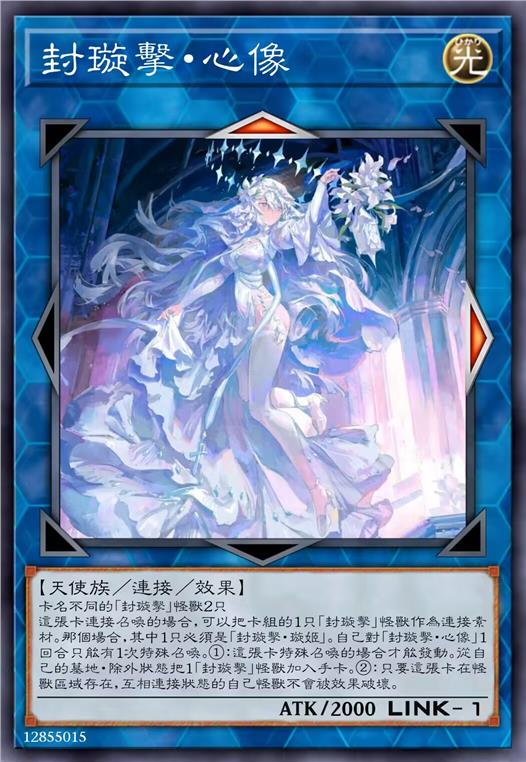 封璇擊·心像
ひかり
光
【天使族／連接／效果】
卡名不同的「封璇擊」怪獸2只
這張卡連接召喚的場合，可以把卡組的1只「封璇擊」怪獸作為連接素
材。那個場合，其中1只必須是「封璇擊·璇姬」。自己對「封璇擊·心像」1
回合只能有1次特殊召喚。①：這張卡特殊召喚的場合才能發動。從自
己的墓地·除外狀態把1「封璇擊」怪獸加入手卡。②：只要這張卡在怪
獸區域存在，互相連接狀態的自己怪獸不會被效果破壞。
ATK/2000 LINK-1
12855015